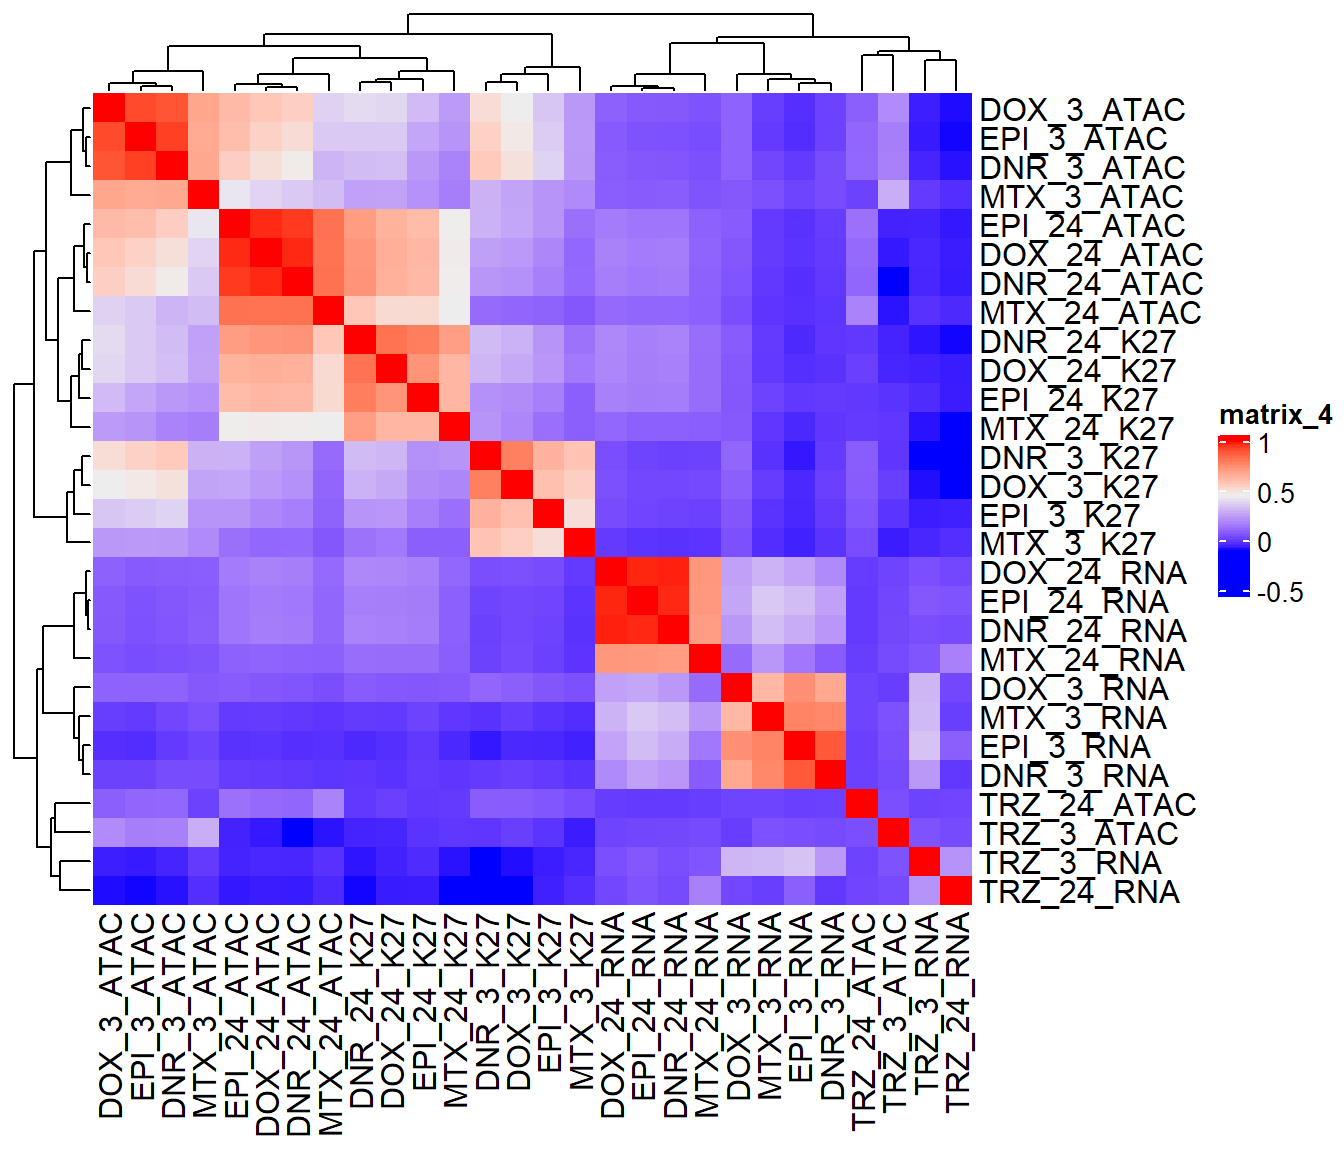 DOX_3_ATAC
EPI_3_ATAC
DNR_3_ATAC
MTX_3_ATAC
EPI_24_ATAC
DOX_24_ATAC
DNR_24_ATAC
MTX_24_ATAC
DNR_24_K27
DOX_24_K27
EPI_24_K27
MTX_24_K27
DNR_3_K27
DOX_3_K27
EPI_3_K27
MTX_3_K27
DOX_24_RNA
EPI_24_RNA
DNR_24_RNA
MTX_24_RNA
DOX_3_RNA
MTX_3_RNA
EPI_3_RNA
DNR_3_RNA
TRZ_24_ATAC
TRZ_3_ATAC
TRZ_3_RNA
TRZ_24_RNA
matrix_4
1
0.5
0
-0.5
DOX_3_ATAC
EPI_3_ATAC
DNR_3_ATAC
MTX_3_ATAC
EPI_24_ATAC
DOX_24_ATAC
DNR_24_ATAC
MTX_24_ATAC
DNR_24_K27
DOX_24_K27
EPI_24_K27
MTX_24_K27
DNR_3_K27
DOX_3_K27
EPI_3_K27
MTX_3_K27
DOX_24_RNA
EPI_24_RNA
DNR_24_RNA
MTX_24_RNA
DOX_3_RNA
MTX_3_RNA
EPI_3_RNA
DNR_3_RNA
TRZ_24_ATAC
TRZ_3_ATAC
TRZ_3_RNA
TRZ_24_RNA